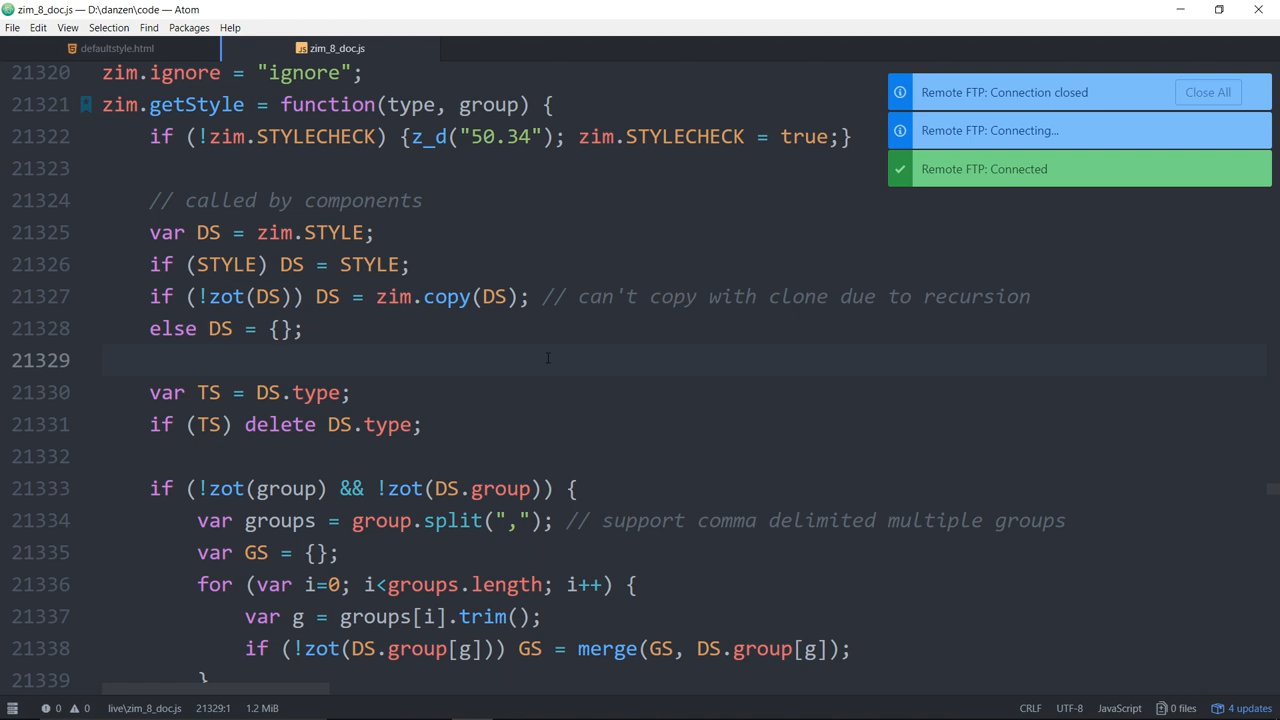 zim_8_doc.js — D:\danzen\code — Atom
File Edit View Selection Find Packages Help
defaultstyle.html zim_8_doc.js
21320 zim.ignore = "ignore";
21321 zim.getStyle = function(type, group) {
21322 if (!zim.STYLECHECK) {z_d("50.34"); zim.STYLECHECK = true;}
21323
21324 // called by components
21325 var DS = zim.STYLE;
21326 if (STYLE) DS = STYLE;
21327 if (!zot(DS)) DS = zim.copy(DS); // can't copy with clone due to recursion
21328 else DS = {};
21329
21330 var TS = DS.type;
21331 if (TS) delete DS.type;
21332
21333 if (!zot(group) && !zot(DS.group)) {
21334 var groups = group.split(","); // support comma delimited multiple groups
21335 var GS = {};
21336 for (var i=0; i<groups.length; i++) {
21337 var g = groups[i].trim();
21338 if (!zot(DS.group[g])) GS = merge(GS, DS.group[g]);
21339 }
Remote FTP: Connection closed Close All
Remote FTP: Connecting...
Remote FTP: Connected
0 0 live\zim_8_doc.js 21329:1 1.2 MiB CRLF UTF-8 JavaScript 0 files 4 updates